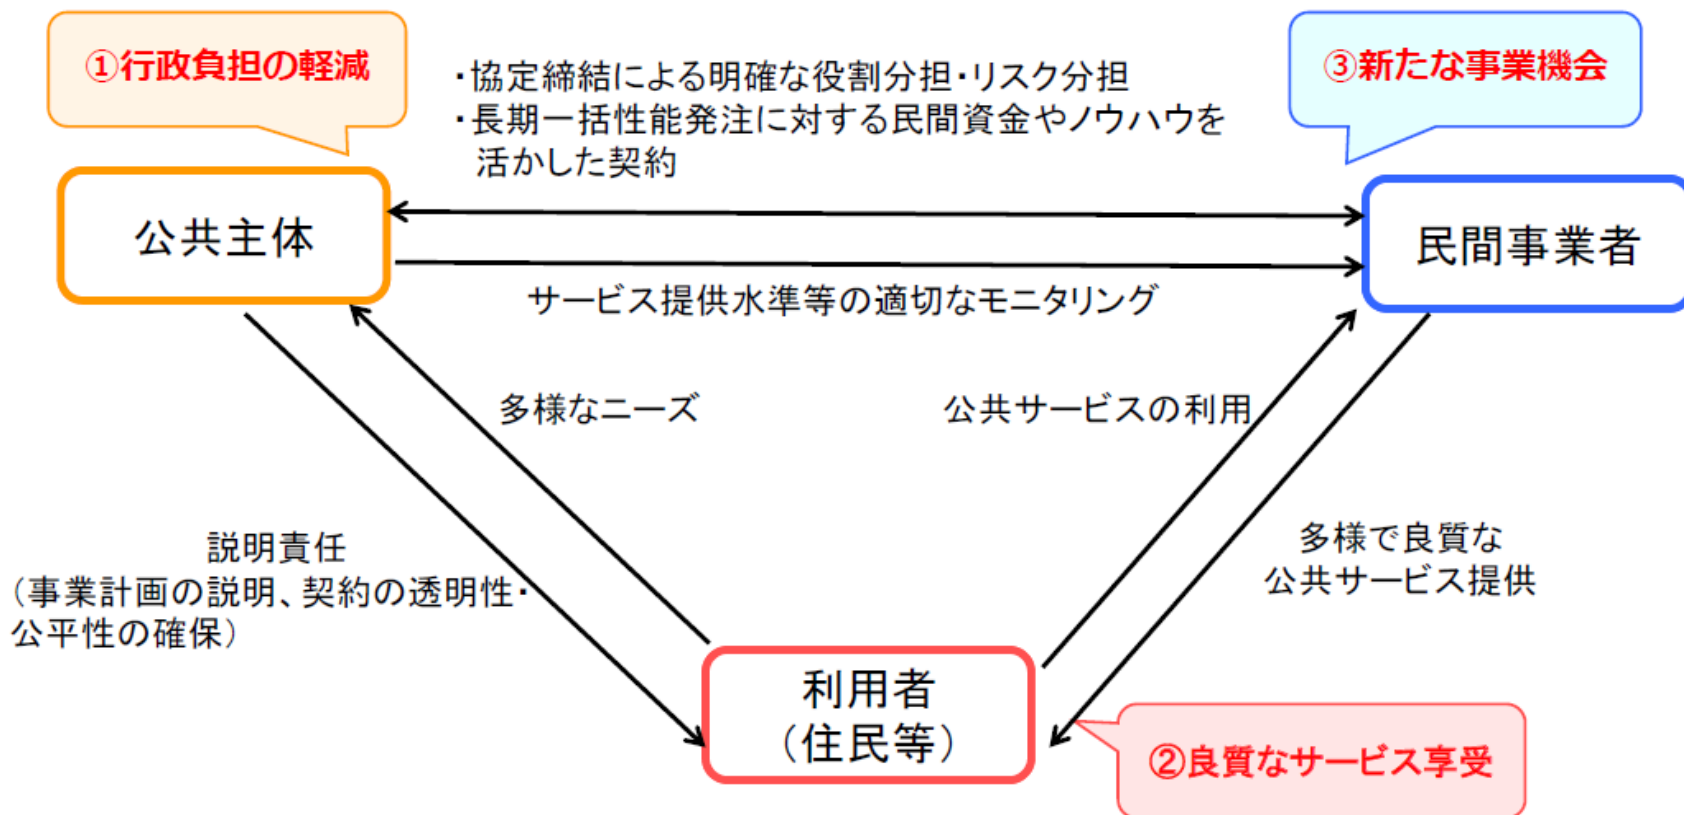 ①行政負担の軽減
・協定締結による明確な役割分担・リスク分担
・長期一括性能発注に対する民間資金やノウハウを
活かした契約
③新たな事業機会
公共主体
民間事業者
サービス提供水準等の適切なモニタリング
多様なニーズ
公共サービスの利用
説明責任
（事業計画の説明、契約の透明性・
公平性の確保）
多様で良質な
公共サービス提供
利用者
（住民等）
②良質なサービス享受